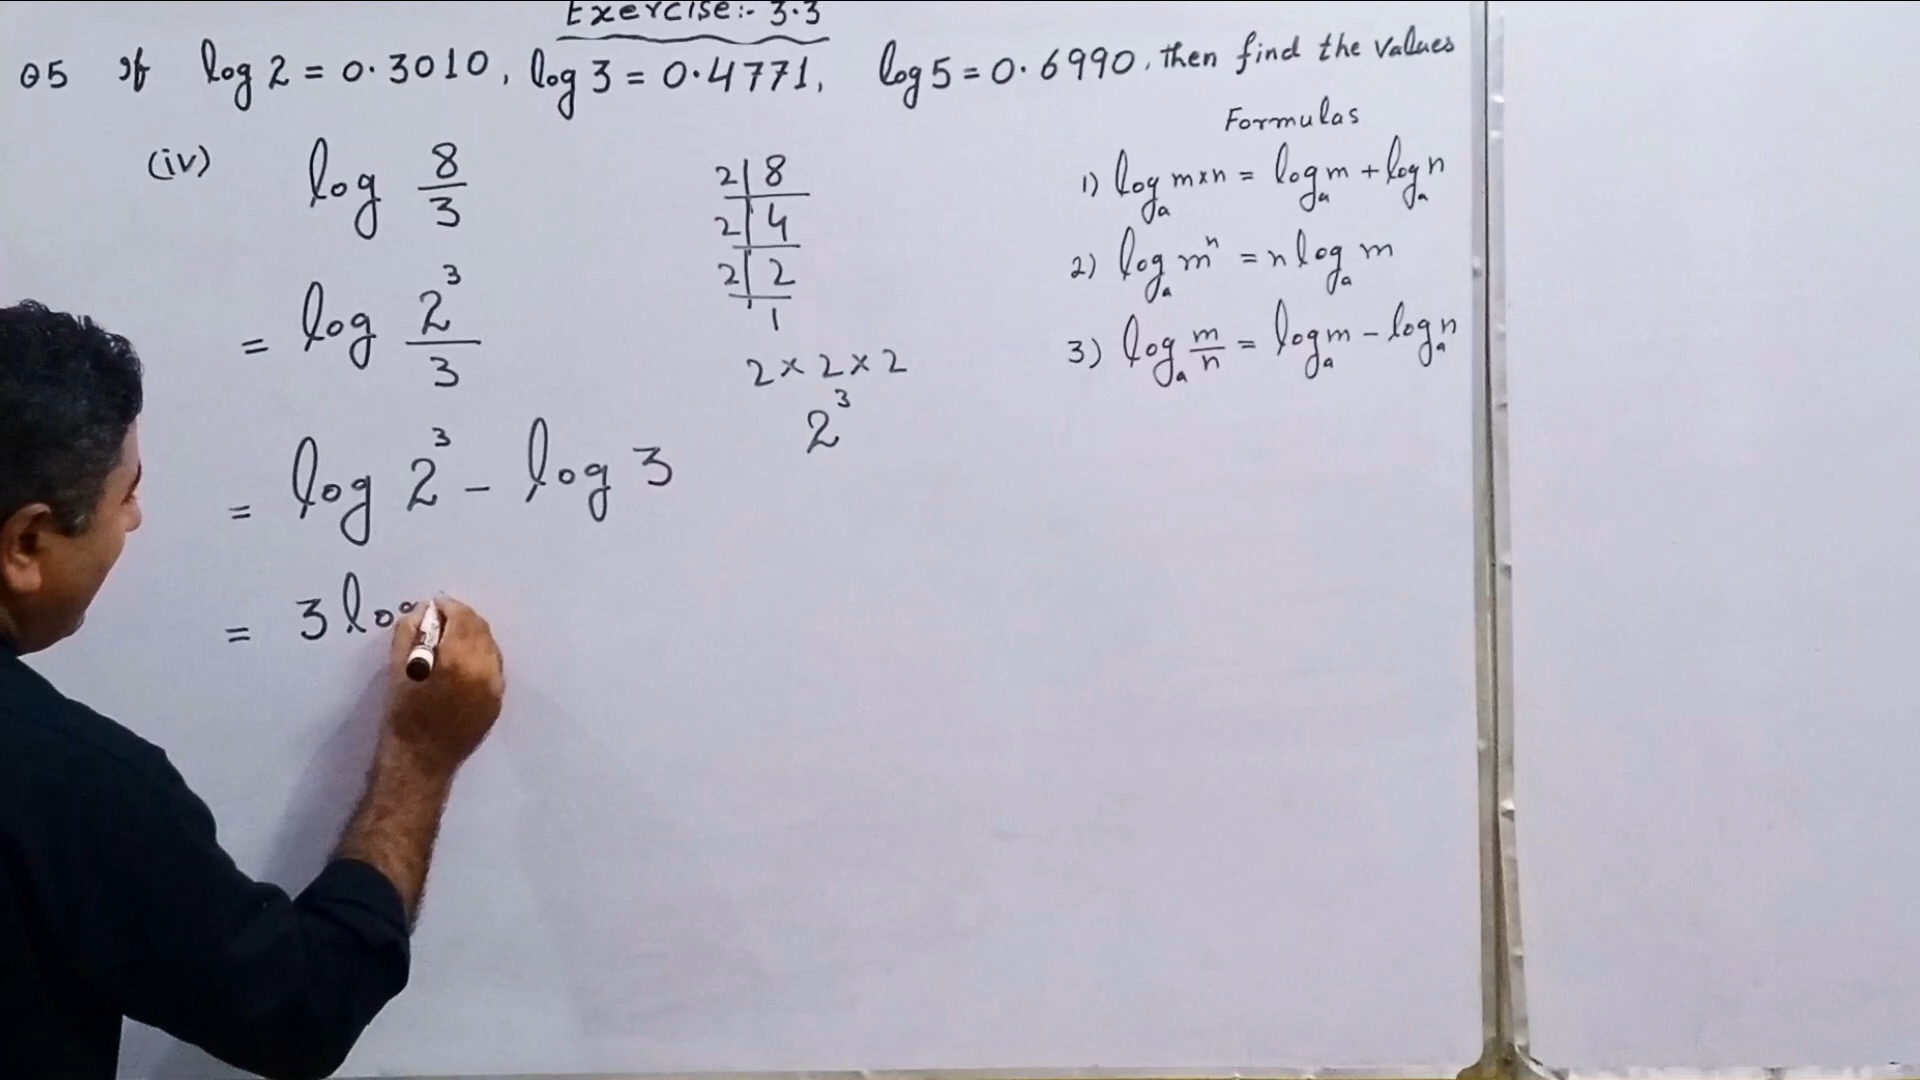 Exercise:- 3.3
Q5 If log 2 = 0.3010, log 3 = 0.4771, log 5 = 0.6990, then find the values
(iv) log 8/3
= log 2³/3
= log 2³ - log 3
= 3 log
2 | 8
2 | 4
2 | 2
1
2 × 2 × 2
2³
Formulas
1) logₐ m×n = logₐ m + logₐ n
2) logₐ mⁿ = n logₐ m
3) logₐ m/n = logₐ m - logₐ n